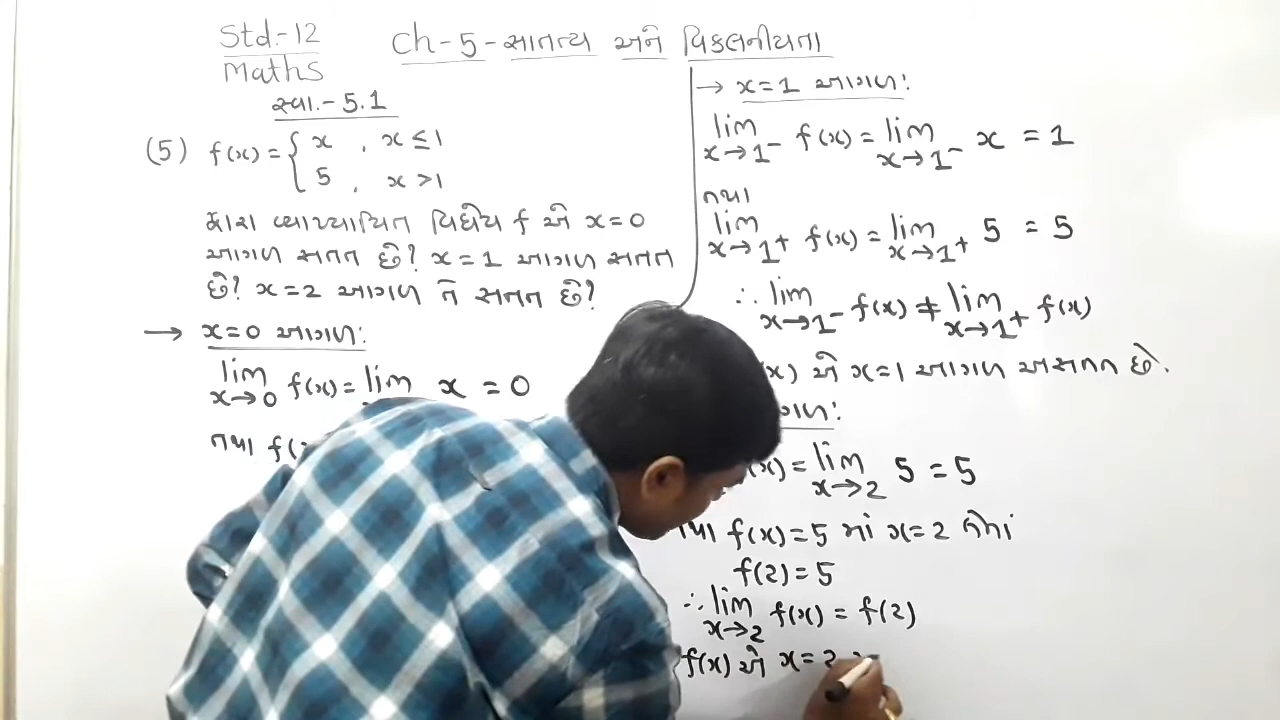 Std.-12
Maths
Ch-5-સાતત્ય અને વિકલનીયતા
સ્વા.-5.1
(5) f(x) = { x , x ≤ 1
5 , x > 1
દ્વારા વ્યાખ્યાયિત વિધેય f એ x=0
આગળ સતત છે? x=1 આગળ સતત
છે? x=2 આગળ તે સતત છે?
→ x=0 આગળ:
lim x→0 f(x) = lim x = 0
તથા f(
→ x=1 આગળ:
lim x→1⁻ f(x) = lim x→1⁻ x = 1
તથા
lim x→1⁺ f(x) = lim x→1⁺ 5 = 5
∴ lim x→1⁻ f(x) ≠ lim x→1⁺ f(x)
x) એ x=1 આગળ અસતત છે.
ગળ:
(x) = lim x→2 5 = 5
તથા f(x)=5 માં x=2 લેતાં
f(2)=5
∴ lim x→2 f(x) = f(2)
f(x) એ x=2